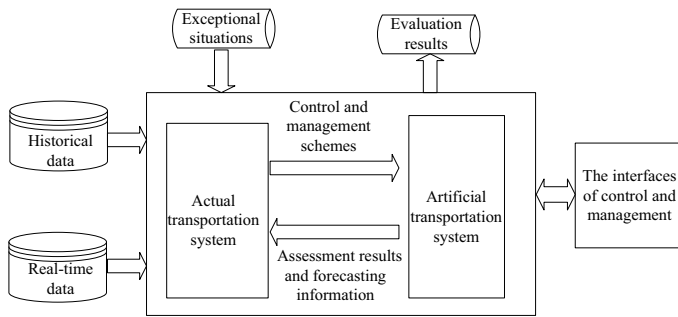 Exceptional
situations
Evaluation
results
Historical
data
Real-time
data
Actual
transportation
system
Control and
management
schemes
Assessment results
and forecasting
information
Artificial
transportation
system
The interfaces
of control and
management